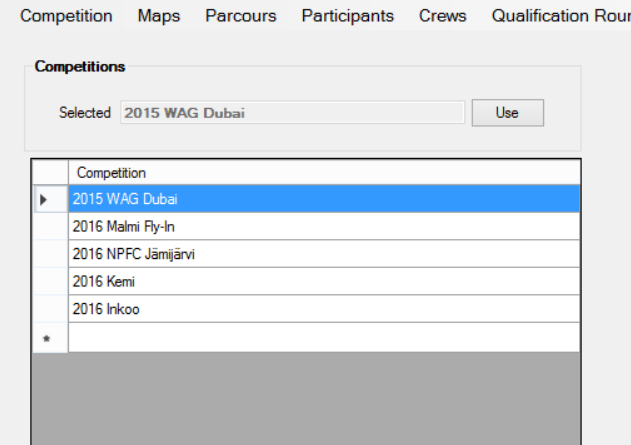 Competition Maps Parcours Participants Crews Qualification Rour
Competitions
Selected 2015 WAG Dubai Use
Competition
2015 WAG Dubai
2016 Malmi Fly-In
2016 NPFC Jämijärvi
2016 Kemi
2016 Inkoo
*